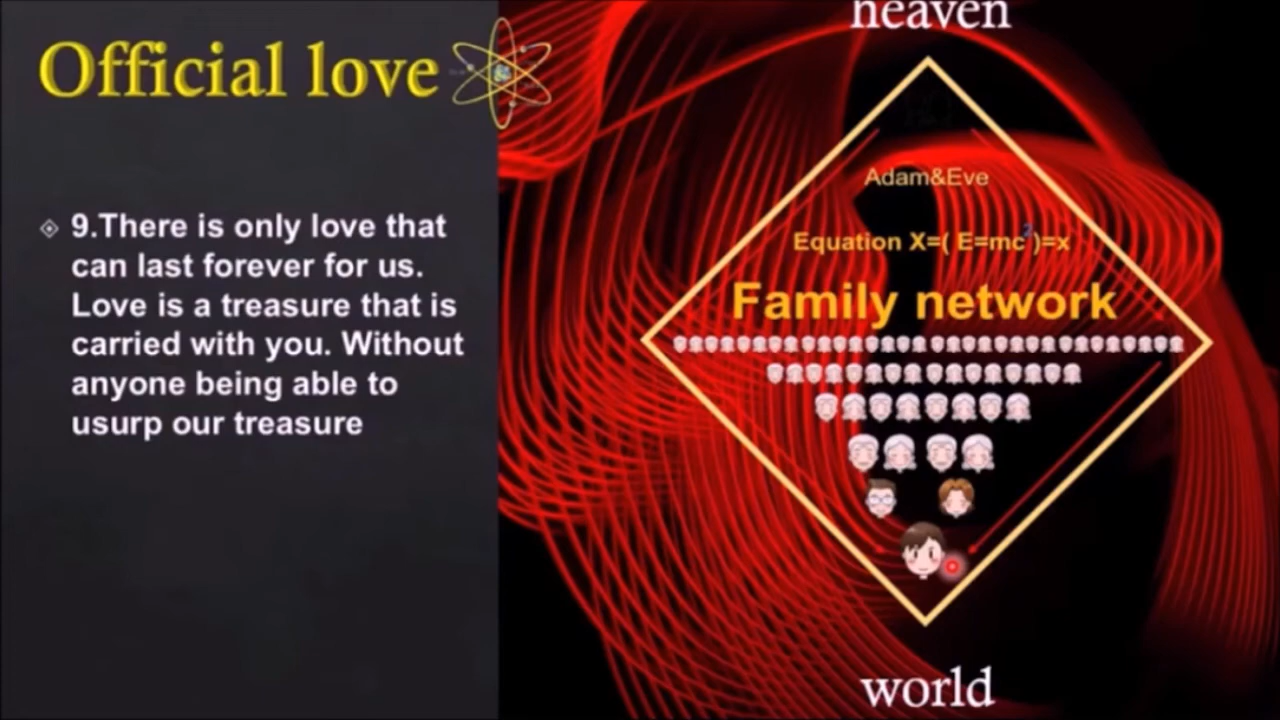 Official love
9.There is only love that
can last forever for us.
Love is a treasure that is
carried with you. Without
anyone being able to
usurp our treasure
heaven
Adam&Eve
Equation X=( E=mc²)=x
Family network
world